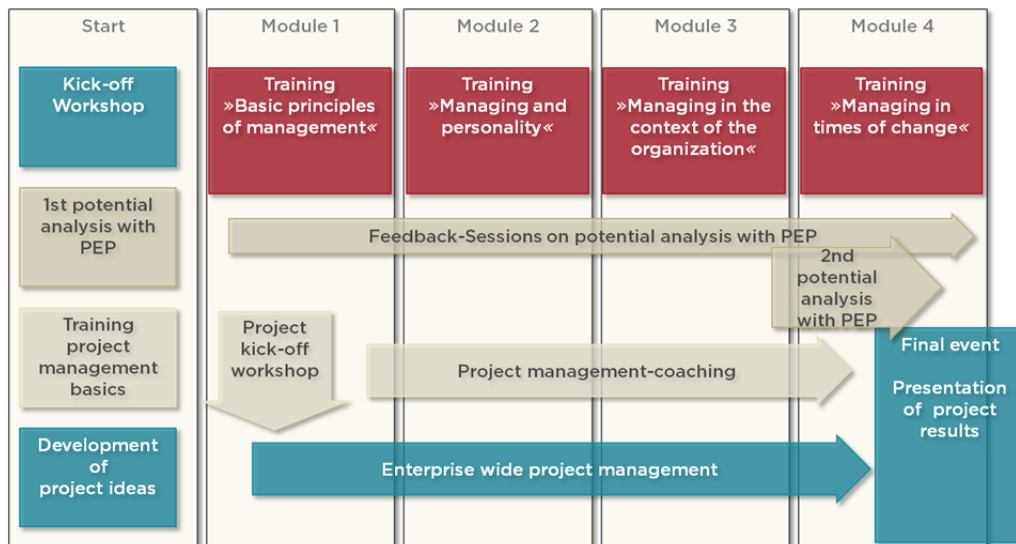 Start
Module 1
Module 2
Module 3
Module 4
Kick-off
Workshop
Training
»Basic principles
of management«
Training
»Managing and
personality«
Training
»Managing in the
context of the
organization«
Training
»Managing in
times of change«
1st potential
analysis with
PEP
Feedback-Sessions on potential analysis with PEP
2nd
potential
analysis
with PEP
Training
project
management
basics
Project
kick-off
workshop
Project management-coaching
Final event
Presentation
of project
results
Development
of
project ideas
Enterprise wide project management